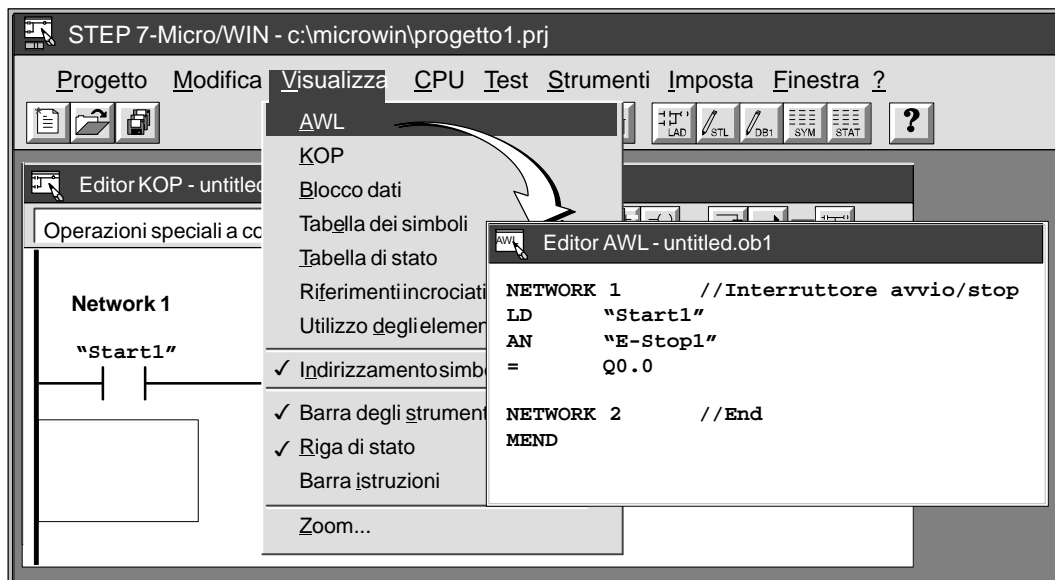 STEP 7-Micro/WIN - c:\microwin\progetto1.prj
Progetto Modifica Visualizza CPU Test Strumenti Imposta Finestra ?
LAD STL DB1 SYM STAT ?
AWL
KOP
Blocco dati
Tabella dei simboli
Tabella di stato
Riferimenti incrociati
Utilizzo degli elemen
Indirizzamento simb
Barra degli strument
Riga di stato
Barra istruzioni
Zoom...
Editor KOP - untitled
Operazioni speciali a co
Network 1
“Start1”
AWL Editor AWL - untitled.ob1
NETWORK 1 //Interruttore avvio/stop
LD “Start1”
AN “E-Stop1”
= Q0.0
NETWORK 2 //End
MEND